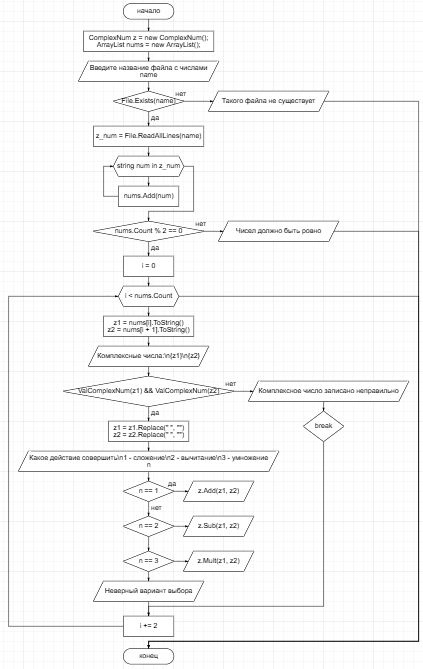 начало
ComplexNum z = new ComplexNum();
ArrayList nums = new ArrayList();
Введите название файла с числами
name
File.Exists(name)
нет
Такого файла не существует
да
z_num = File.ReadAllLines(name)
string num in z_num
nums.Add(num)
nums.Count % 2 == 0
нет
Чисел должно быть ровно
да
i = 0
i < nums.Count
z1 = nums[i].ToString()
z2 = nums[i + 1].ToString()
Комплексные числа:\n{z1}\n{z2}
ValComplexNum(z1) && ValComplexNum(z2)
нет
Комплексное число записано неправильно
да
break
z1 = z1.Replace(" ", "")
z2 = z2.Replace(" ", "")
Какое действие совершить\n1 - сложение\n2 - вычитание\n3 - умножение
n
n == 1
да
z.Add(z1, z2)
нет
n == 2
z.Sub(z1, z2)
n == 3
z.Mult(z1, z2)
Неверный вариант выбора
i += 2
конец